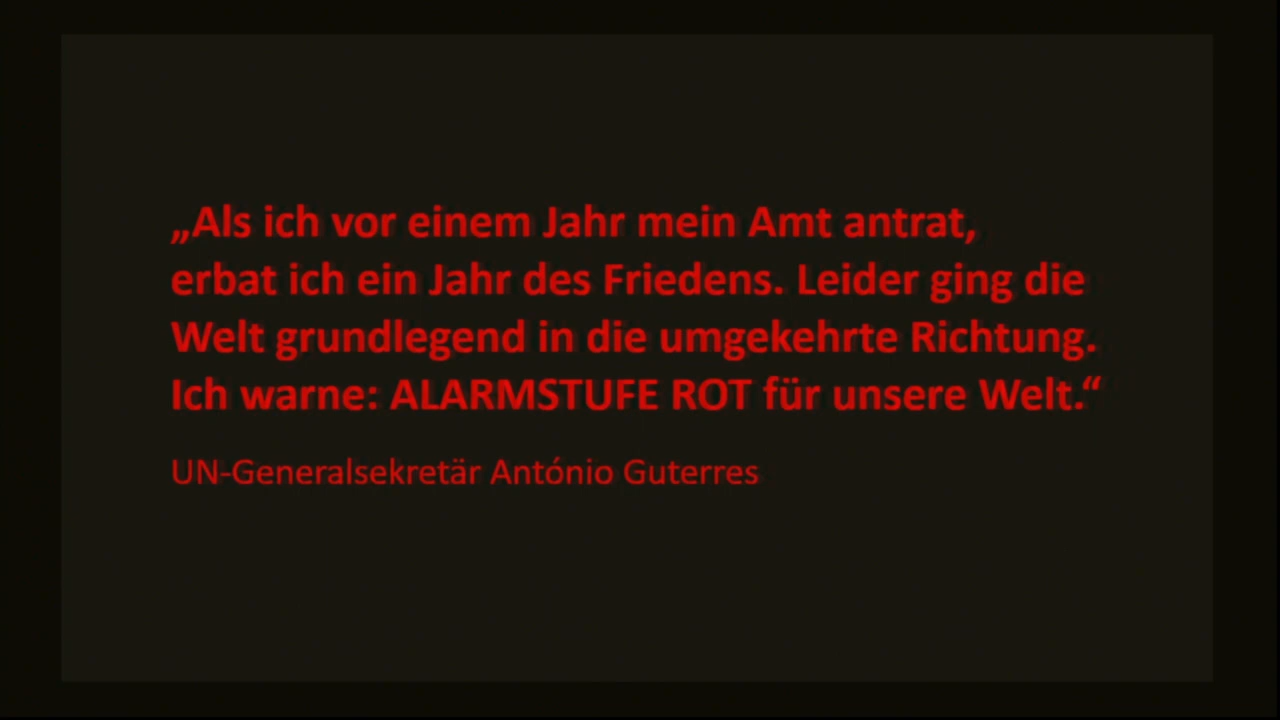 „Als ich vor einem Jahr mein Amt antrat,
erbat ich ein Jahr des Friedens. Leider ging die
Welt grundlegend in die umgekehrte Richtung.
Ich warne: ALARMSTUFE ROT für unsere Welt.“
UN-Generalsekretär António Guterres